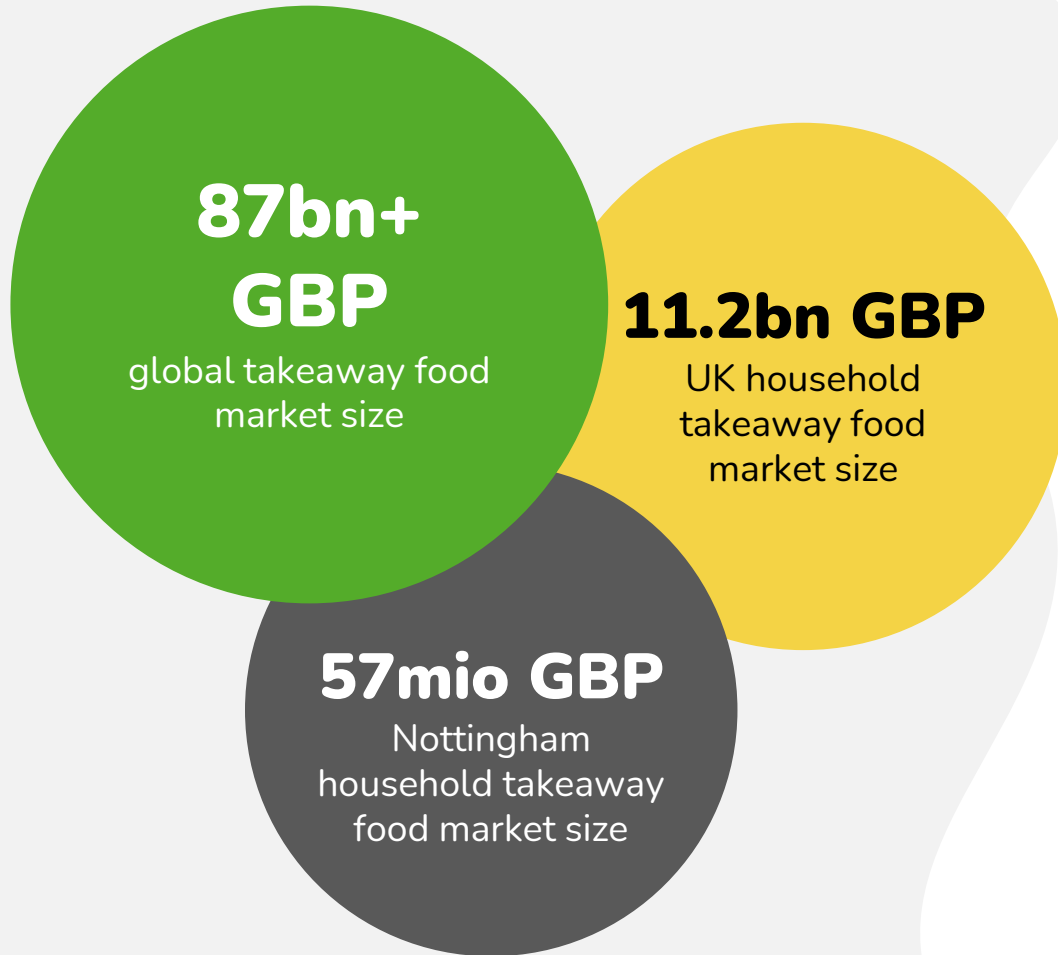 87bn+
GBP
global takeaway food
market size
11.2bn GBP
UK household
takeaway food
market size
57mio GBP
Nottingham
household takeaway
food market size